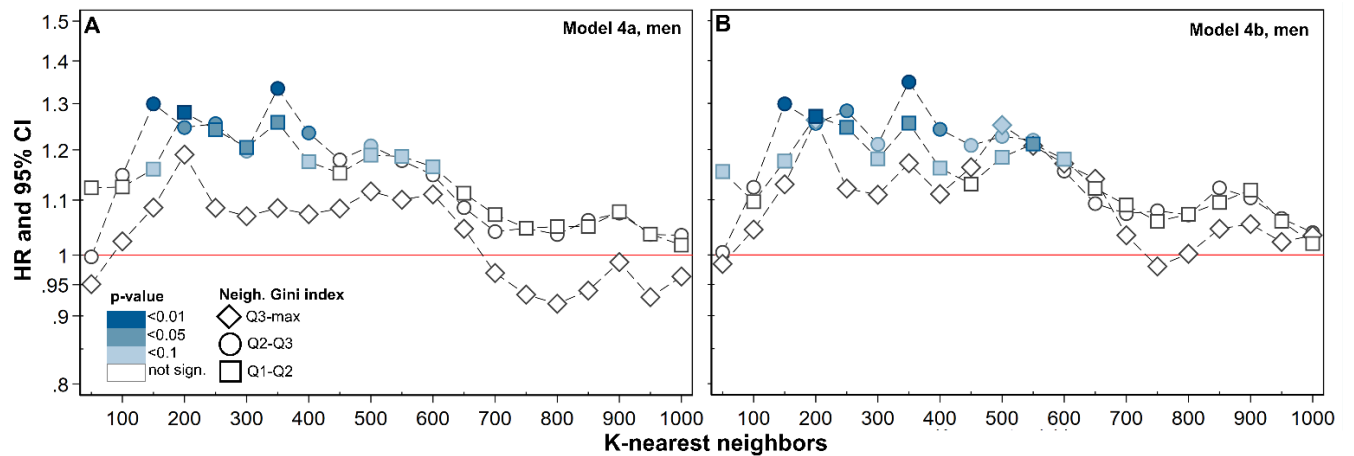 A
Model 4a, men
B
Model 4b, men
HR and 95% CI
1.5
1.4
1.3
1.2
1.1
1
.95
.9
.8
p-value
<0.01
<0.05
<0.1
not sign.
Neigh. Gini index
Q3-max
Q2-Q3
Q1-Q2
100 200 300 400 500 600 700 800 900 1000
100 200 300 400 500 600 700 800 900 1000
K-nearest neighbors